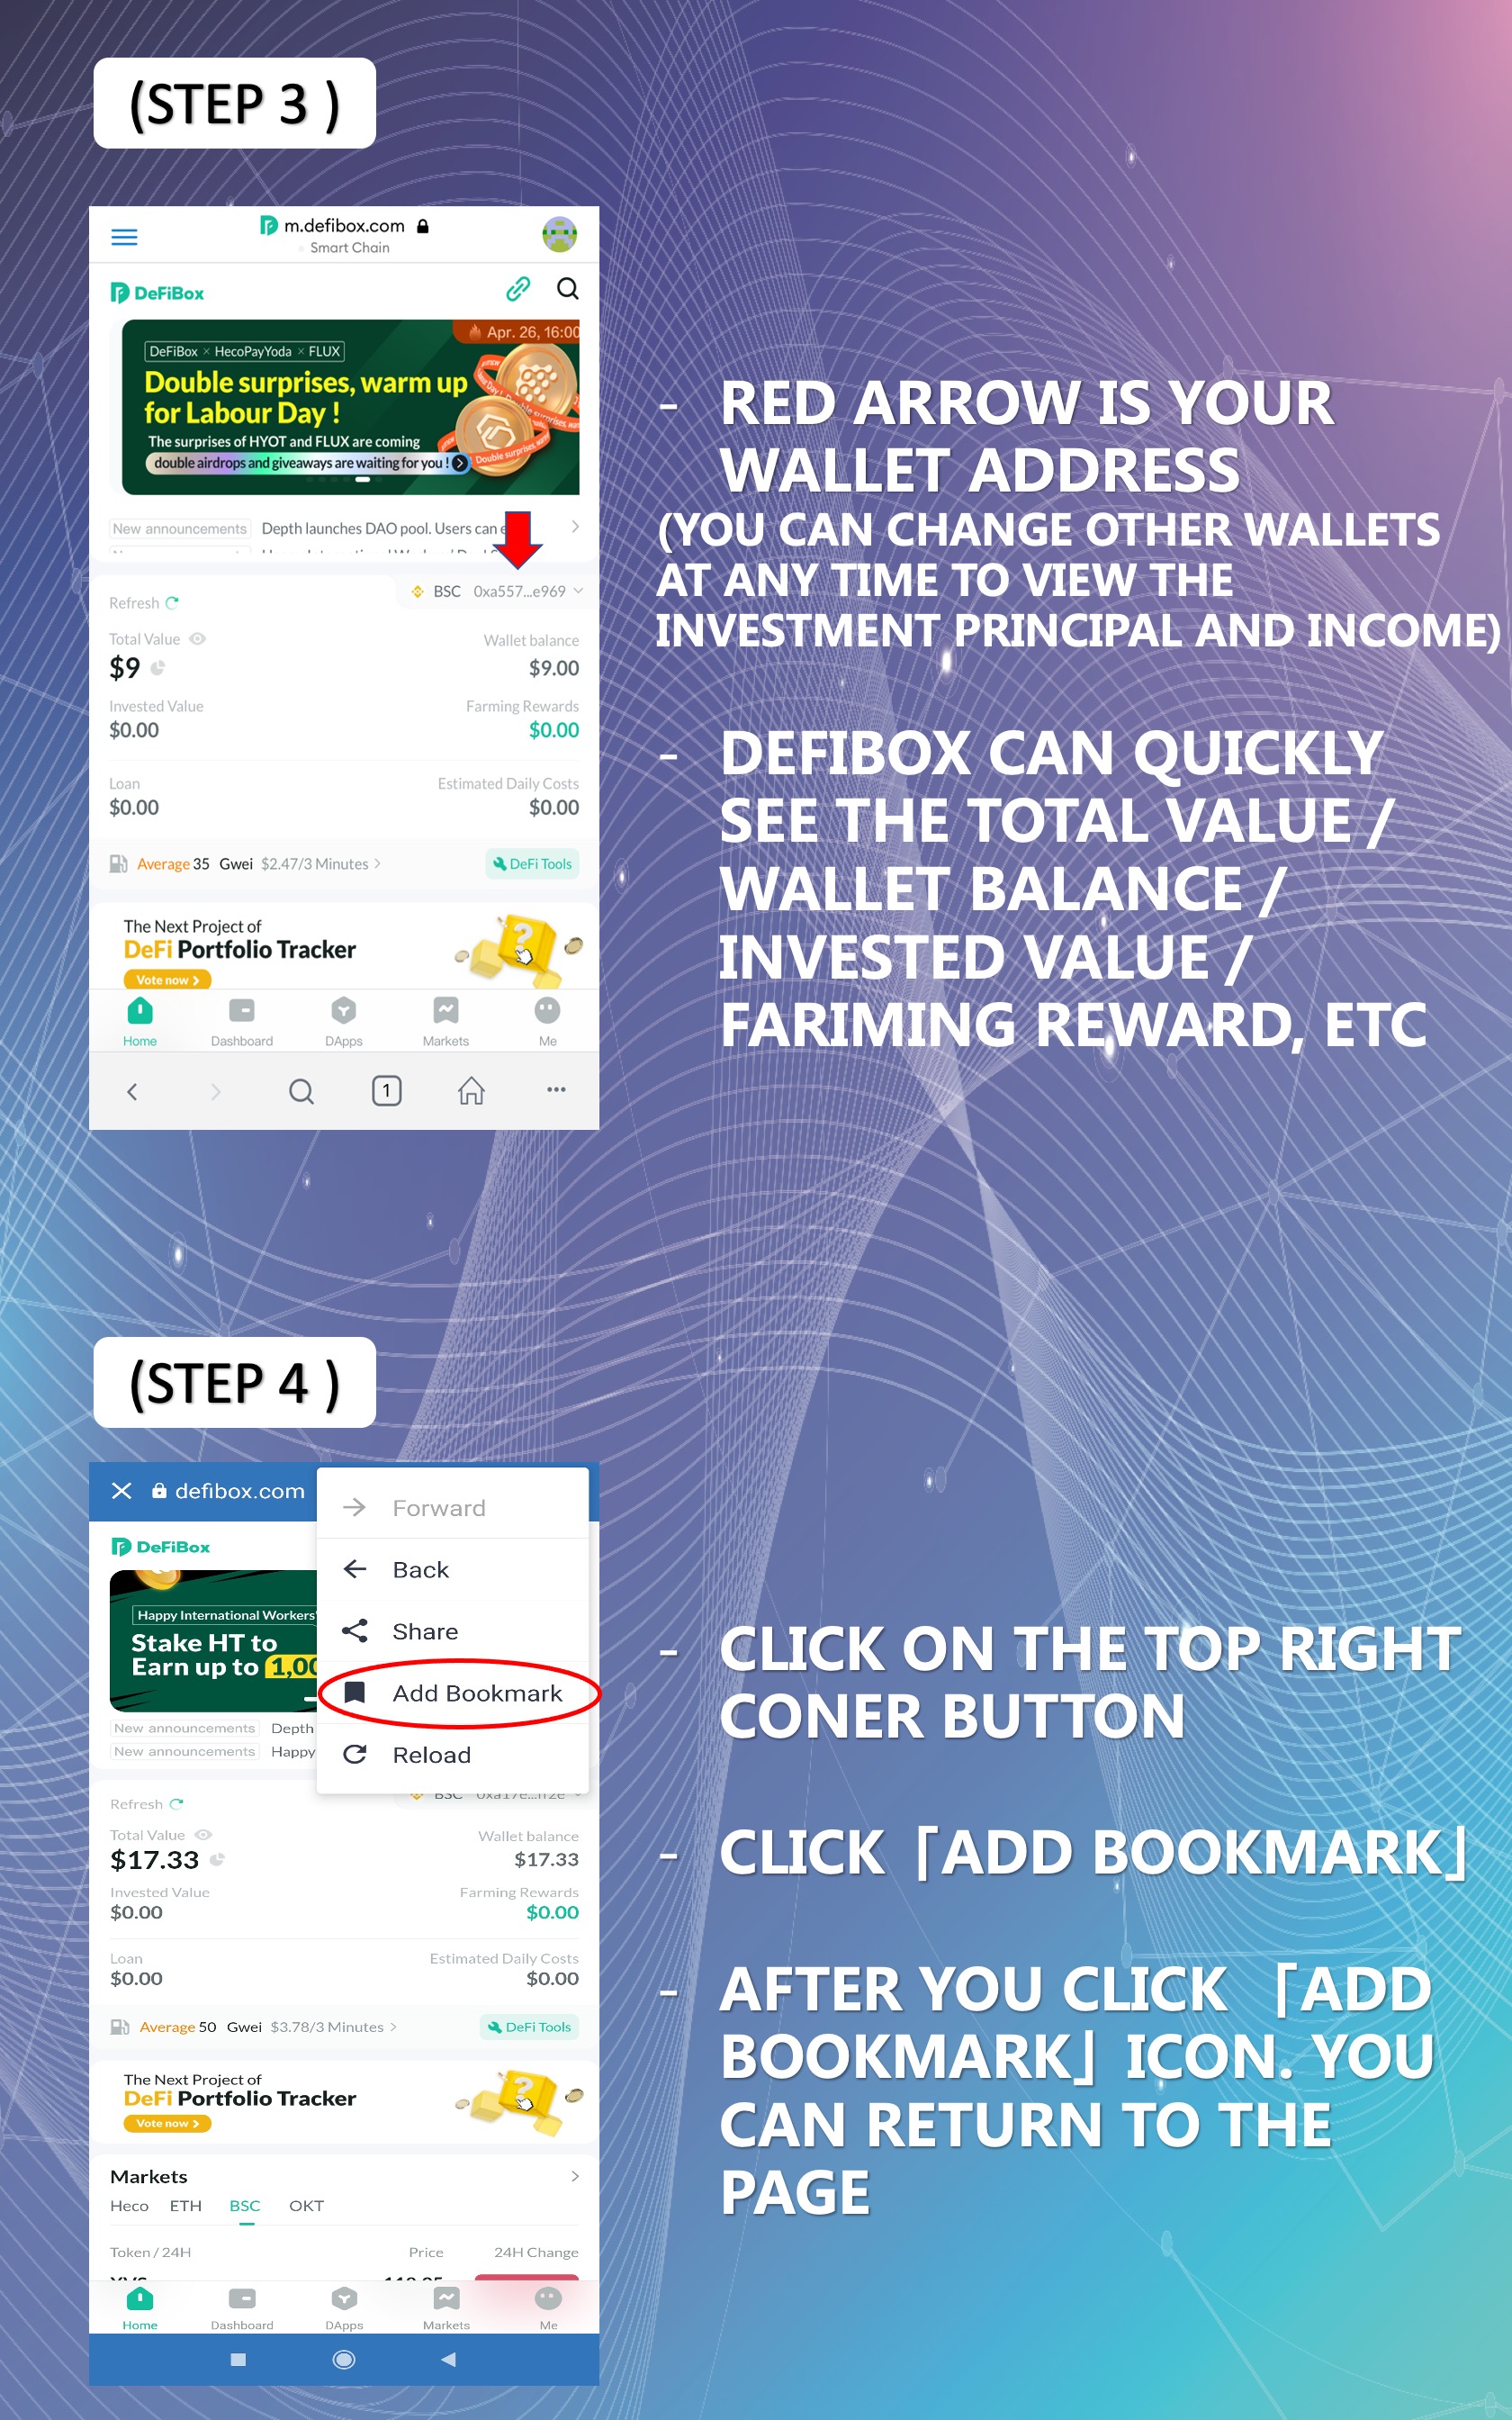 (STEP 3 )
m.defibox.com
Smart Chain
DeFiBox
Apr. 26, 16:00
DeFiBox × HecoPayYoda × FLUX
Double surprises, warm up
for Labour Day !
The surprises of HYOT and FLUX are coming
double airdrops and giveaways are waiting for you !
New announcements Depth launches DAO pool. Users can e
BSC 0xa557...e969
Refresh
Total Value Wallet balance
$9 $9.00
Invested Value Farming Rewards
$0.00 $0.00
Loan Estimated Daily Costs
$0.00 $0.00
Average 35 Gwei $2.47/3 Minutes DeFi Tools
The Next Project of
DeFi Portfolio Tracker
Vote now
Home Dashboard DApps Markets Me
1
- RED ARROW IS YOUR
WALLET ADDRESS
(YOU CAN CHANGE OTHER WALLETS
AT ANY TIME TO VIEW THE
INVESTMENT PRINCIPAL AND INCOME)
- DEFIBOX CAN QUICKLY
SEE THE TOTAL VALUE /
WALLET BALANCE /
INVESTED VALUE /
FARIMING REWARD, ETC
(STEP 4 )
defibox.com
Forward
Back
Share
Add Bookmark
Reload
DeFiBox
Happy International Workers'
Stake HT to
Earn up to 1,00
New announcements Depth
New announcements Happy
Refresh
Total Value Wallet balance
$17.33 $17.33
Invested Value Farming Rewards
$0.00 $0.00
Loan Estimated Daily Costs
$0.00 $0.00
Average 50 Gwei $3.78/3 Minutes DeFi Tools
The Next Project of
DeFi Portfolio Tracker
Vote now
Markets
Heco ETH BSC OKT
Token / 24H Price 24H Change
Home Dashboard DApps Markets Me
- CLICK ON THE TOP RIGHT
CONER BUTTON
- CLICK「ADD BOOKMARK」
- AFTER YOU CLICK 「ADD
BOOKMARK」ICON. YOU
CAN RETURN TO THE
PAGE